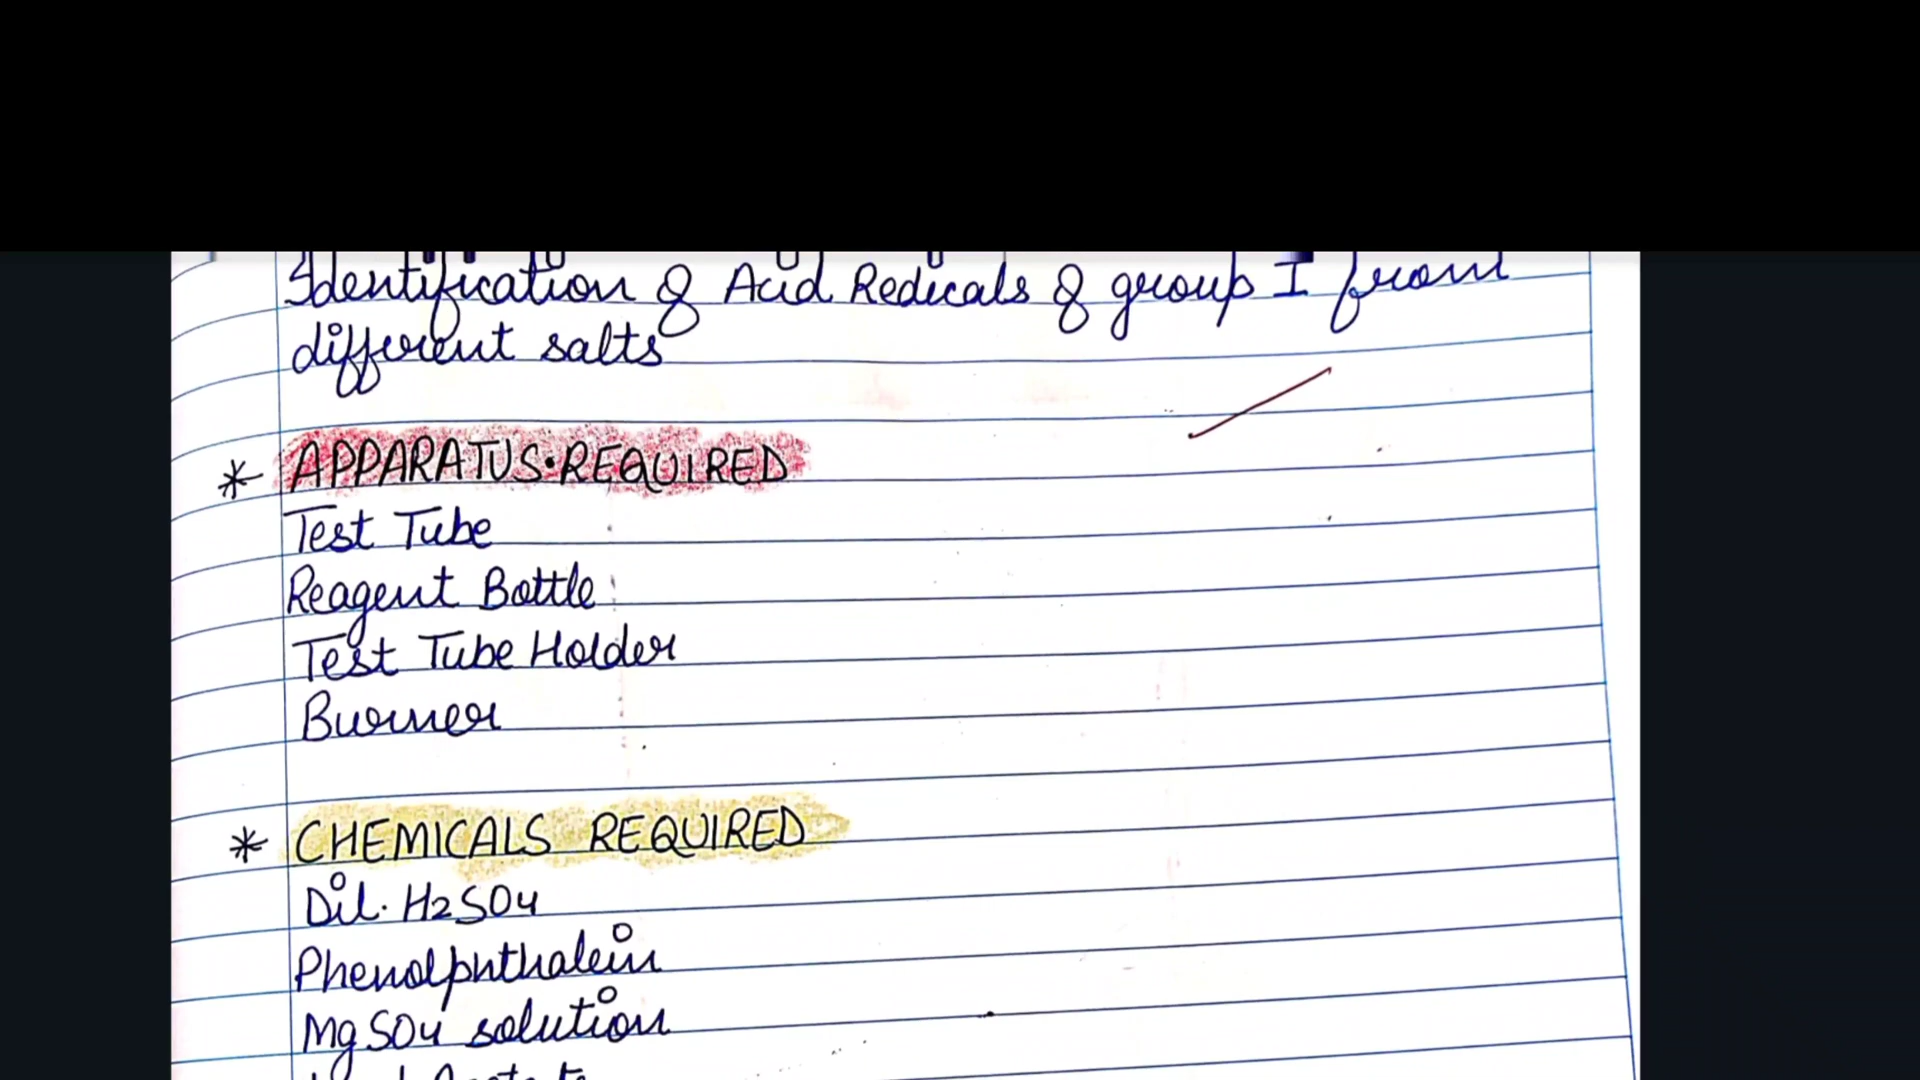 Identification of Acid Redicals of group I from
different salts
* APPARATUS·REQUIRED
Test Tube
Reagent Bottle
Test Tube Holder
Burner
* CHEMICALS REQUIRED
Dil. H2SO4
Phenolphthalein
MgSO4 solution